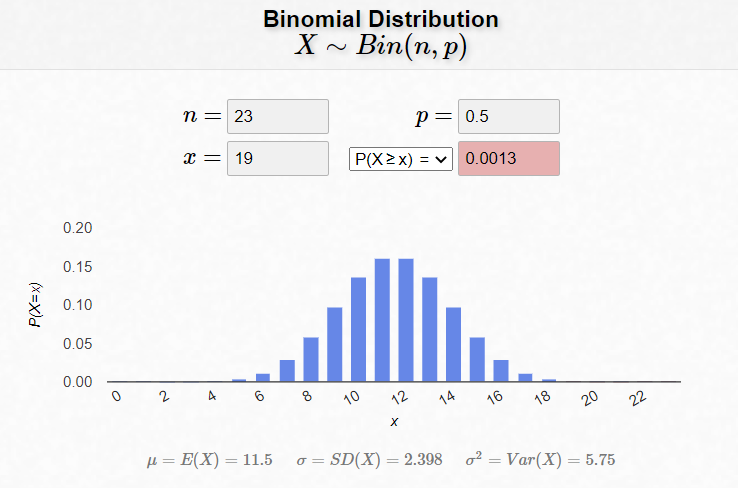 Binomial Distribution
X ∼ Bin(n, p)
n = 23 p = 0.5
x = 19 P(X ≥ x) = 0.0013
0.20
0.15
0.10
0.05
0.00
P(X=x)
0 2 4 6 8 10 12 14 16 18 20 22
x
μ = E(X) = 11.5 σ = SD(X) = 2.398 σ² = Var(X) = 5.75